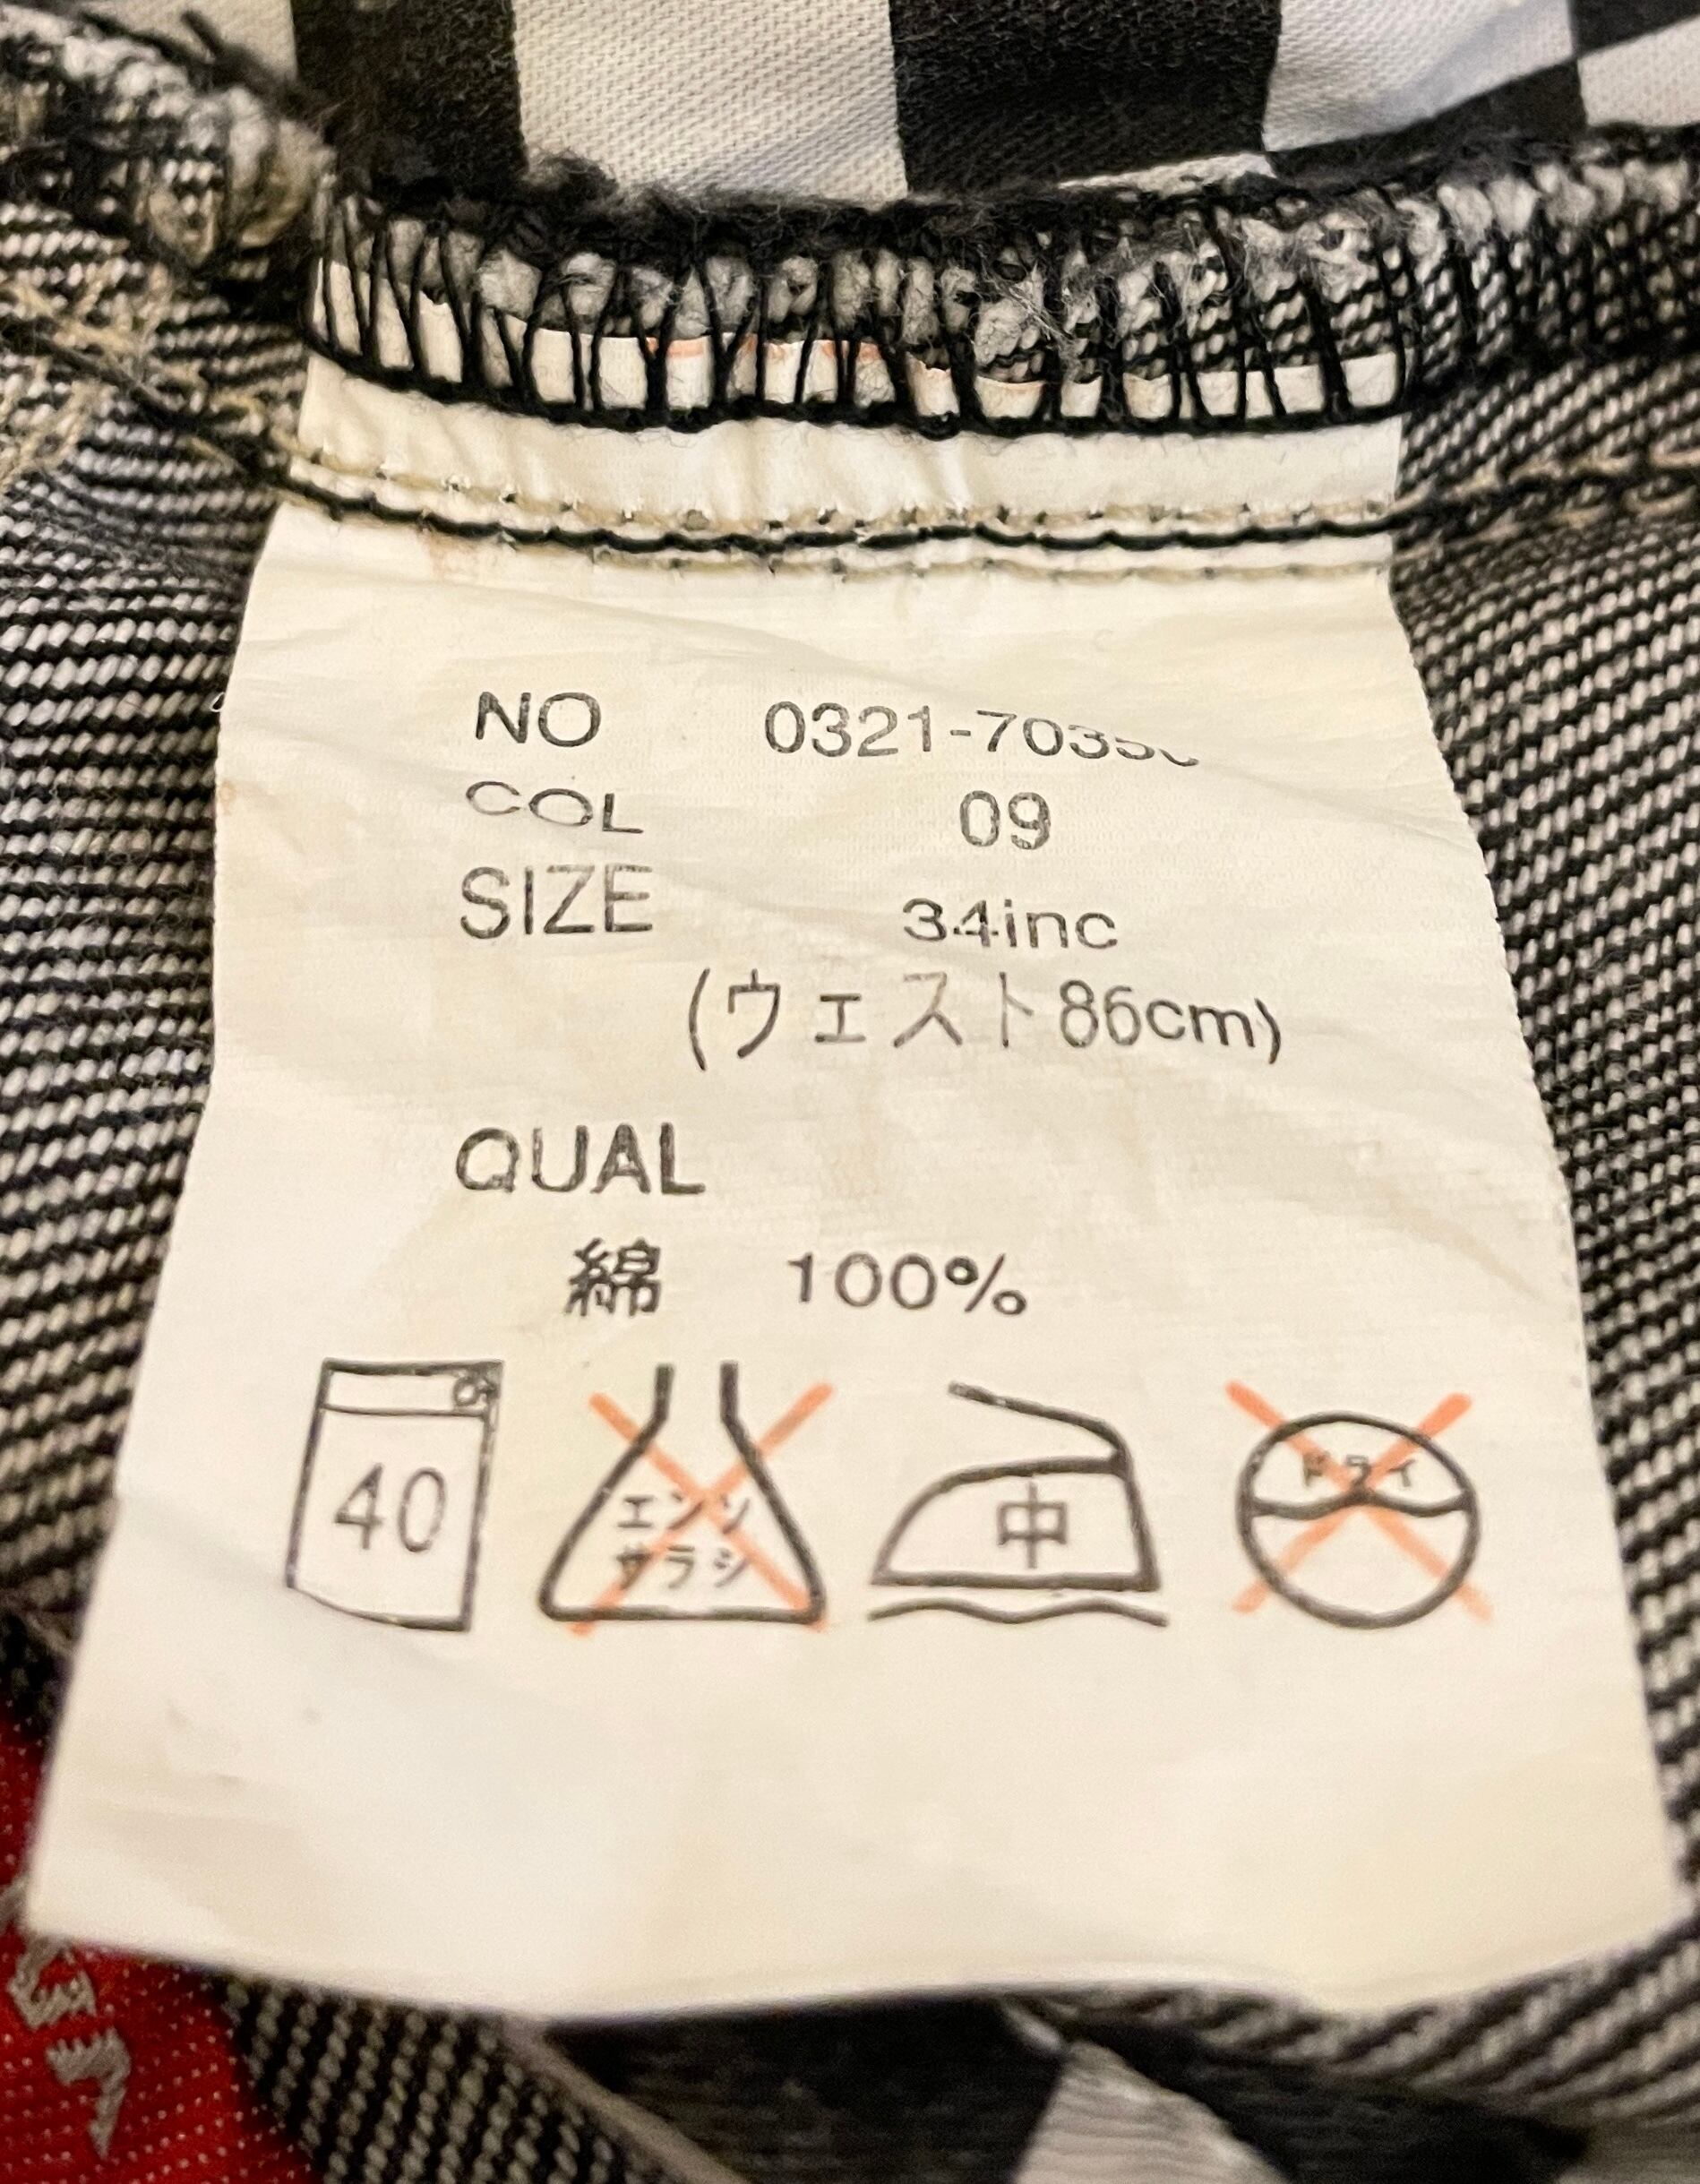 NO 0321-7035
COL 09
SIZE 34inc
(ウェスト86cm)
QUAL
綿 100%
40
エンソ
サラシ
中
ドライ